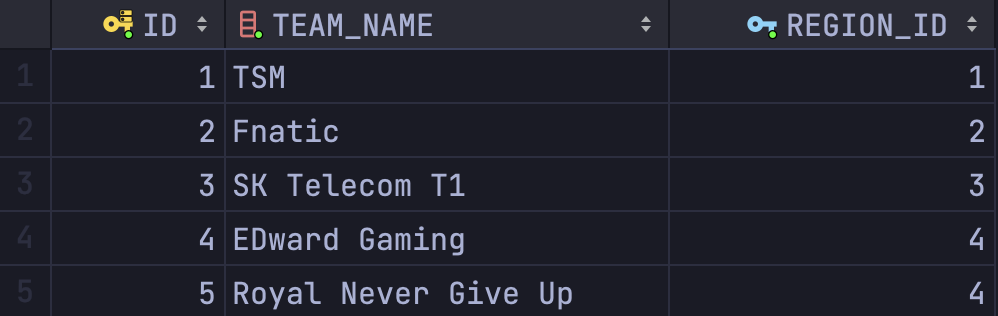 ID TEAM_NAME REGION_ID
1 1 TSM 1
2 2 Fnatic 2
3 3 SK Telecom T1 3
4 4 EDward Gaming 4
5 5 Royal Never Give Up 4